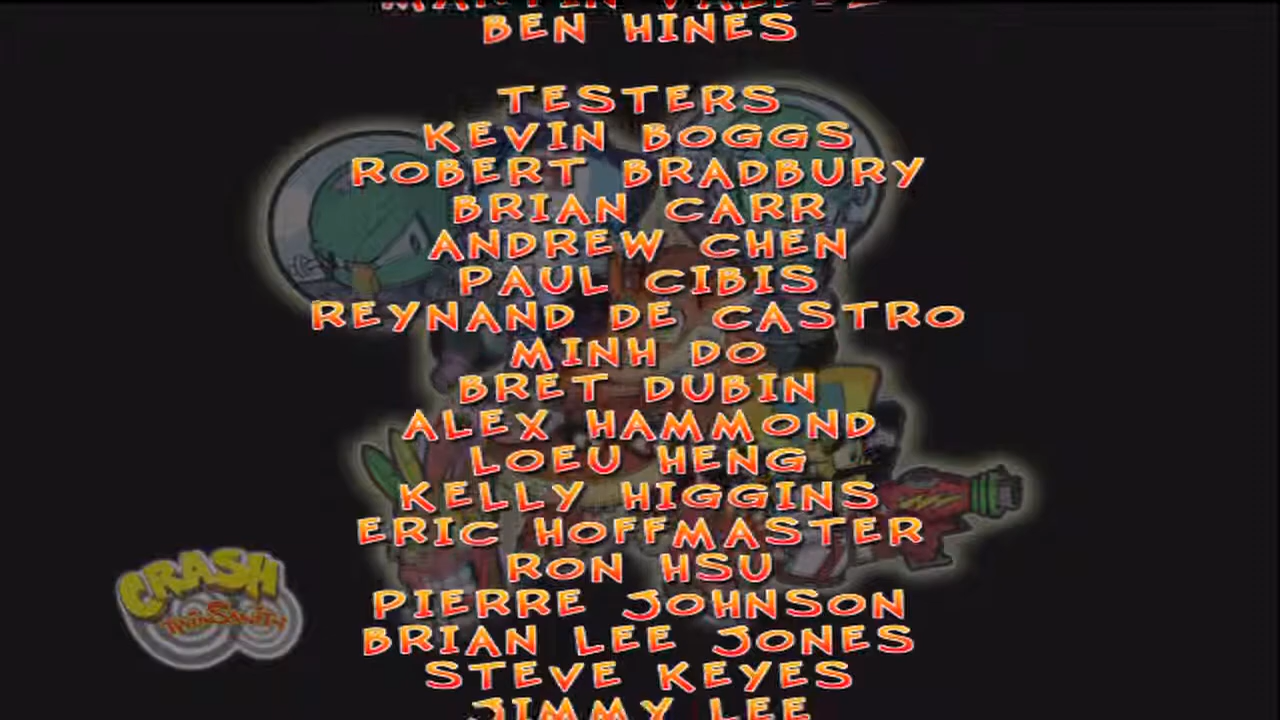 BEN HINES
TESTERS
KEVIN BOGGS
ROBERT BRADBURY
BRIAN CARR
ANDREW CHEN
PAUL CIBIS
REYNAND DE CASTRO
MINH DO
BRET DUBIN
ALEX HAMMOND
LOEU HENG
KELLY HIGGINS
ERIC HOFFMASTER
RON HSU
PIERRE JOHNSON
BRIAN LEE JONES
STEVE KEYES
JIMMY LEE
CRASH
TWINSANITY